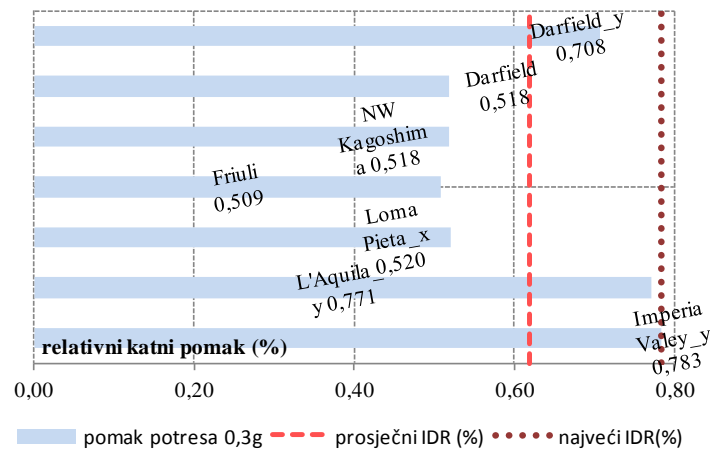 Darfield_y
0,708
Darfield
0,518
NW
Kagoshim
a 0,518
Friuli
0,509
Loma
Pieta_x
0,520
L'Aquila_
y 0,771
Imperia
Valey_y
0,783
relativni katni pomak (%)
0,00 0,20 0,40 0,60 0,80
pomak potresa 0,3g prosječni IDR (%) najveći IDR(%)